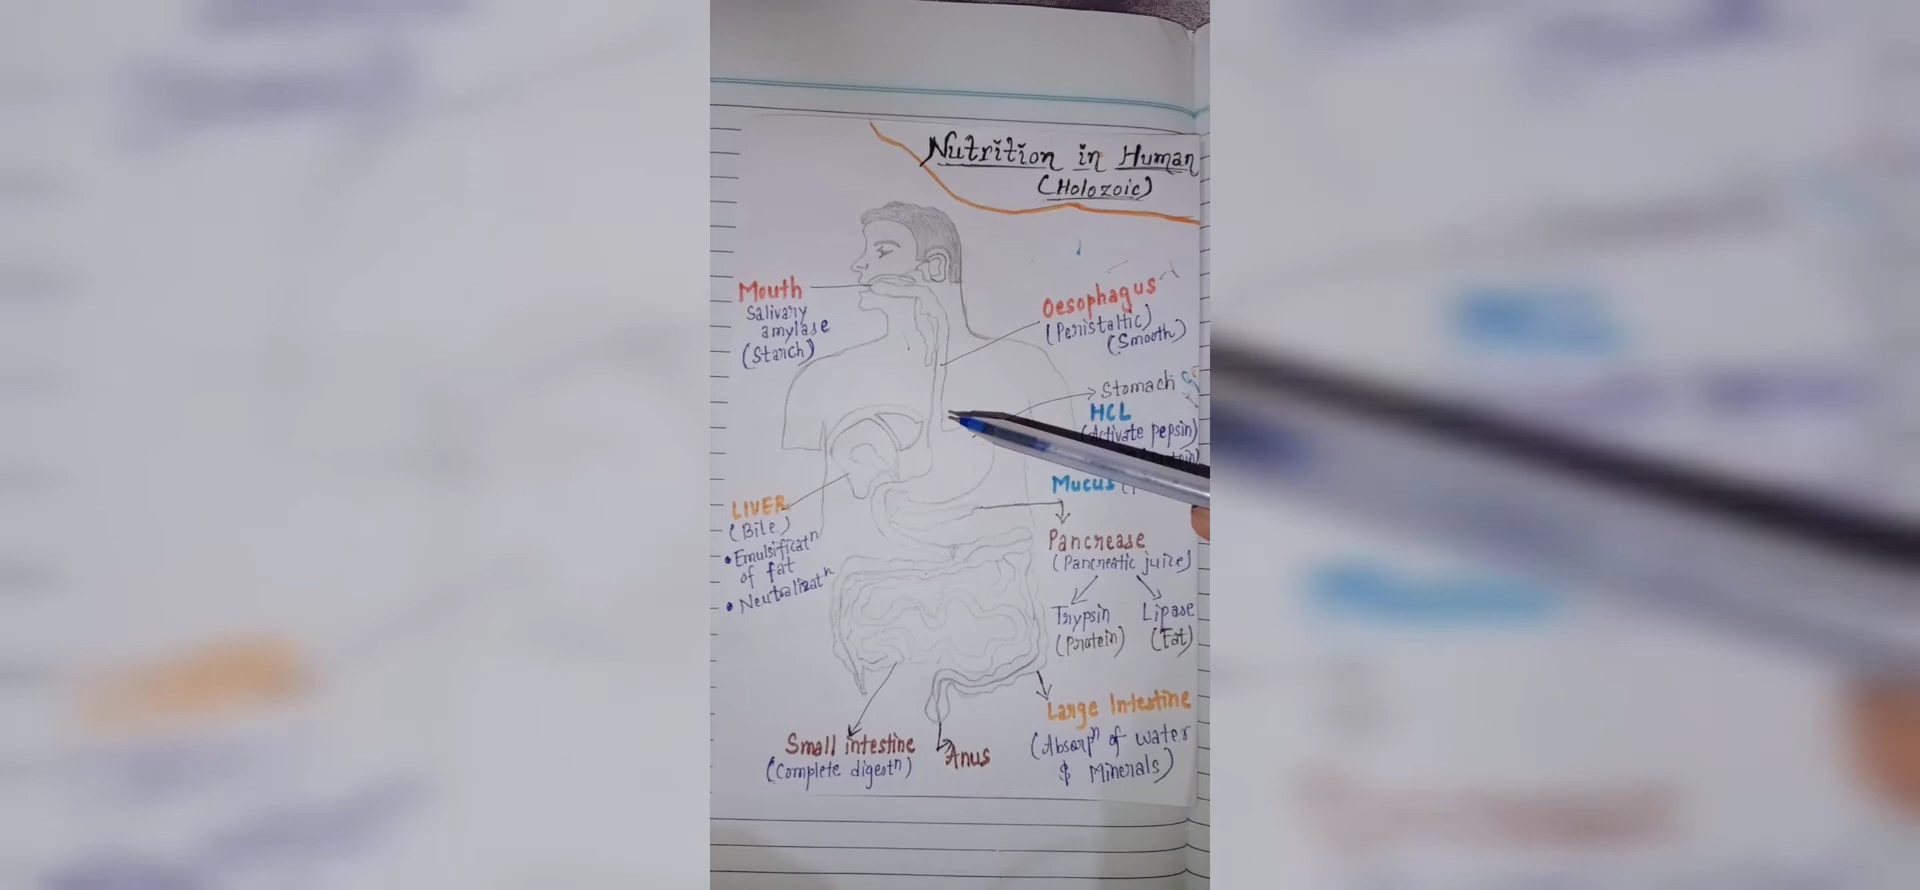 Nutrition in Human
(Holozoic)
Mouth
Salivary
amylase
(Starch)
Oesophagus
(Peristaltic)
(Smooth)
Stomach
HCL
(Activate pepsin)
Mucus
LIVER
(Bile)
• Emulsificatn
of fat
• Neutralizatn
Pancrease
(Pancreatic juice)
Trypsin
(Protein)
Lipase
(Fat)
Large Intestine
(Absorpn of water
& Minerals)
Small intestine
(Complete digestn)
Anus